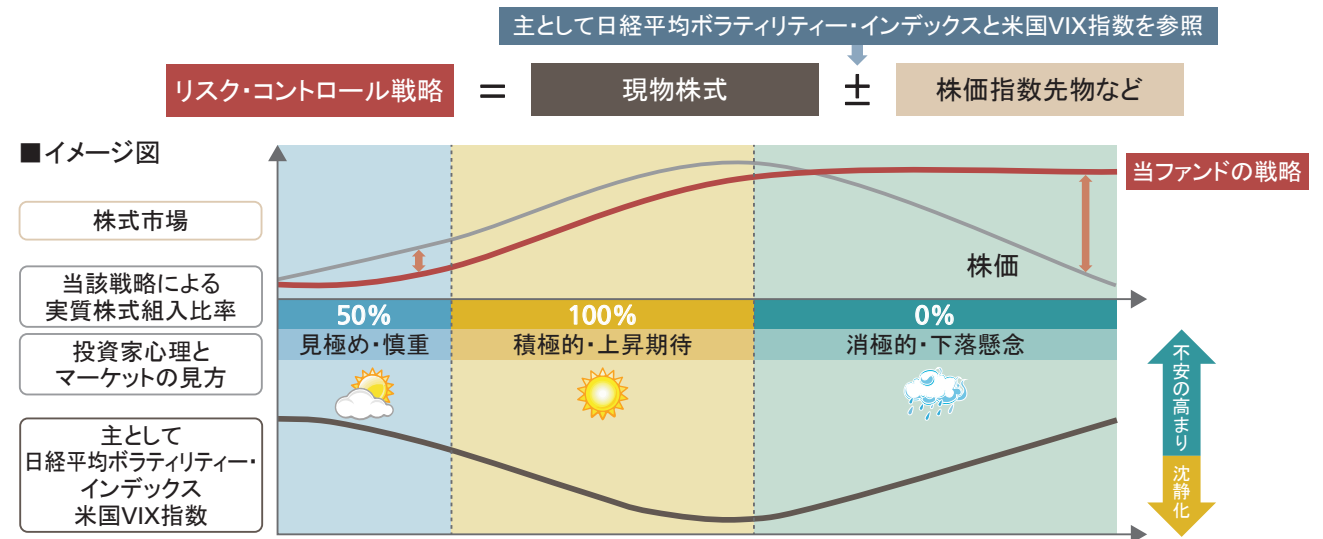 主として日経平均ボラティリティー・インデックスと米国VIX指数を参照
リスク・コントロール戦略 = 現物株式 ± 株価指数先物など
■イメージ図
当ファンドの戦略
株式市場
株価
当該戦略による
実質株式組入比率
50% 100% 0%
投資家心理と
マーケットの見方
見極め・慎重 積極的・上昇期待 消極的・下落懸念
主として
日経平均ボラティリティー・
インデックス
米国VIX指数
不安の高まり
沈静化